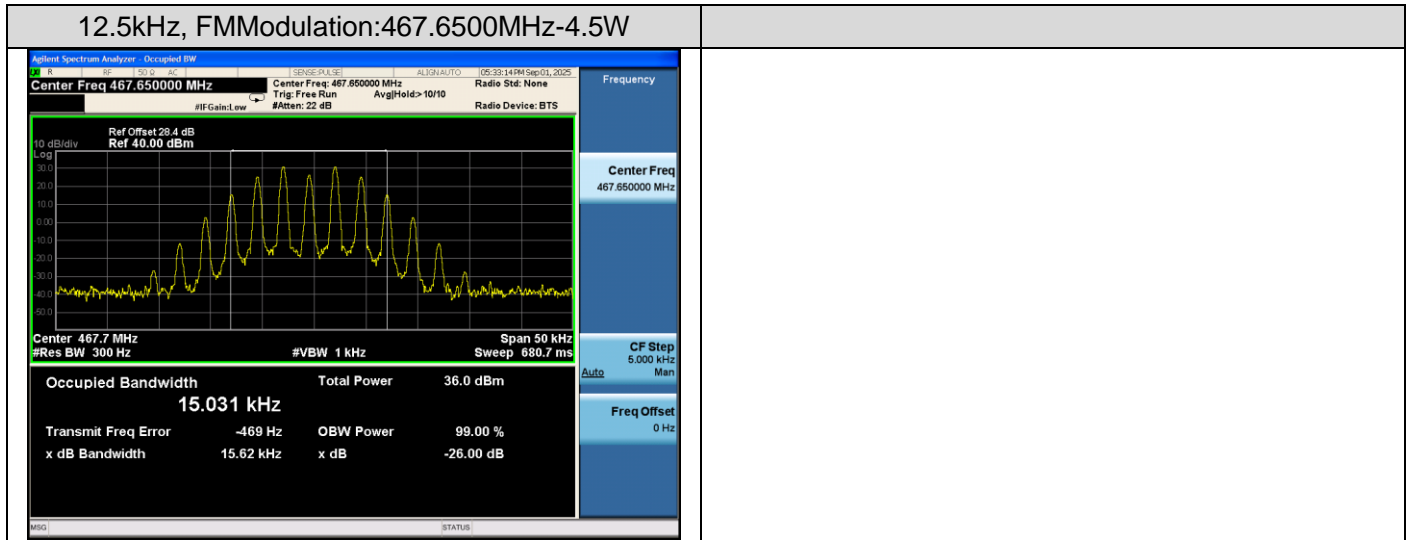 12.5kHz, FMModulation:467.6500MHz-4.5W
Agilent Spectrum Analyzer - Occupied BW
R RF 50 Ω AC SENSE:PULSE ALIGNAUTO 05:33:14 PM Sep 01, 2025
Center Freq 467.650000 MHz
Center Freq: 467.650000 MHz Radio Std: None
Trig: Free Run Avg|Hold:> 10/10
#IFGain:Low #Atten: 22 dB Radio Device: BTS
Frequency
Ref Offset 28.4 dB
10 dB/div Ref 40.00 dBm
Log
30.0
20.0
10.0
0.00
-10.0
-20.0
-30.0
-40.0
-50.0
Center 467.7 MHz Span 50 kHz
#Res BW 300 Hz #VBW 1 kHz Sweep 680.7 ms
Center Freq
467.650000 MHz
CF Step
5.000 kHz
Auto Man
Freq Offset
0 Hz
Occupied Bandwidth Total Power 36.0 dBm
15.031 kHz
Transmit Freq Error -469 Hz OBW Power 99.00 %
x dB Bandwidth 15.62 kHz x dB -26.00 dB
MSG STATUS